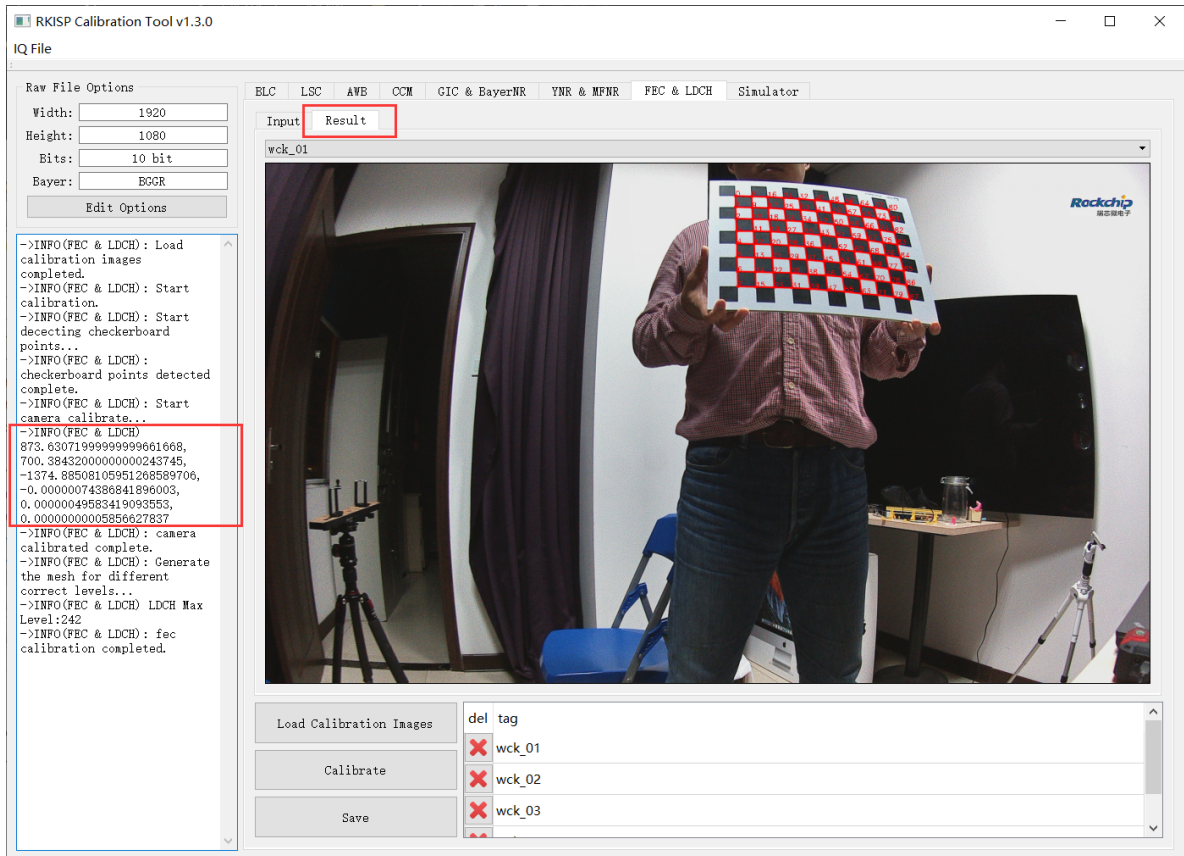 RKISP Calibration Tool v1.3.0
IQ File
Raw File Options
Width: 1920
Height: 1080
Bits: 10 bit
Bayer: BGGR
Edit Options
->INFO(FEC & LDCH): Load
calibration images
completed.
->INFO(FEC & LDCH): Start
calibration.
->INFO(FEC & LDCH): Start
dececting checkerboard
points...
->INFO(FEC & LDCH):
checkerboard points detected
complete.
->INFO(FEC & LDCH): Start
camera calibrate...
->INFO(FEC & LDCH)
873.63071999999999661668,
700.38432000000000243745,
-1374.88508105951268589706,
-0.00000074386841896003,
0.00000049583419093553,
0.00000000005856627837
->INFO(FEC & LDCH): camera
calibrated complete.
->INFO(FEC & LDCH): Generate
the mesh for different
correct levels...
->INFO(FEC & LDCH) LDCH Max
Level:242
->INFO(FEC & LDCH): fec
calibration completed.
BLC LSC AWB CCM GIC & BayerNR YNR & MFNR FEC & LDCH Simulator
Input Result
wck_01
Rockchip
瑞芯微电子
Load Calibration Images
Calibrate
Save
del tag
wck_01
wck_02
wck_03